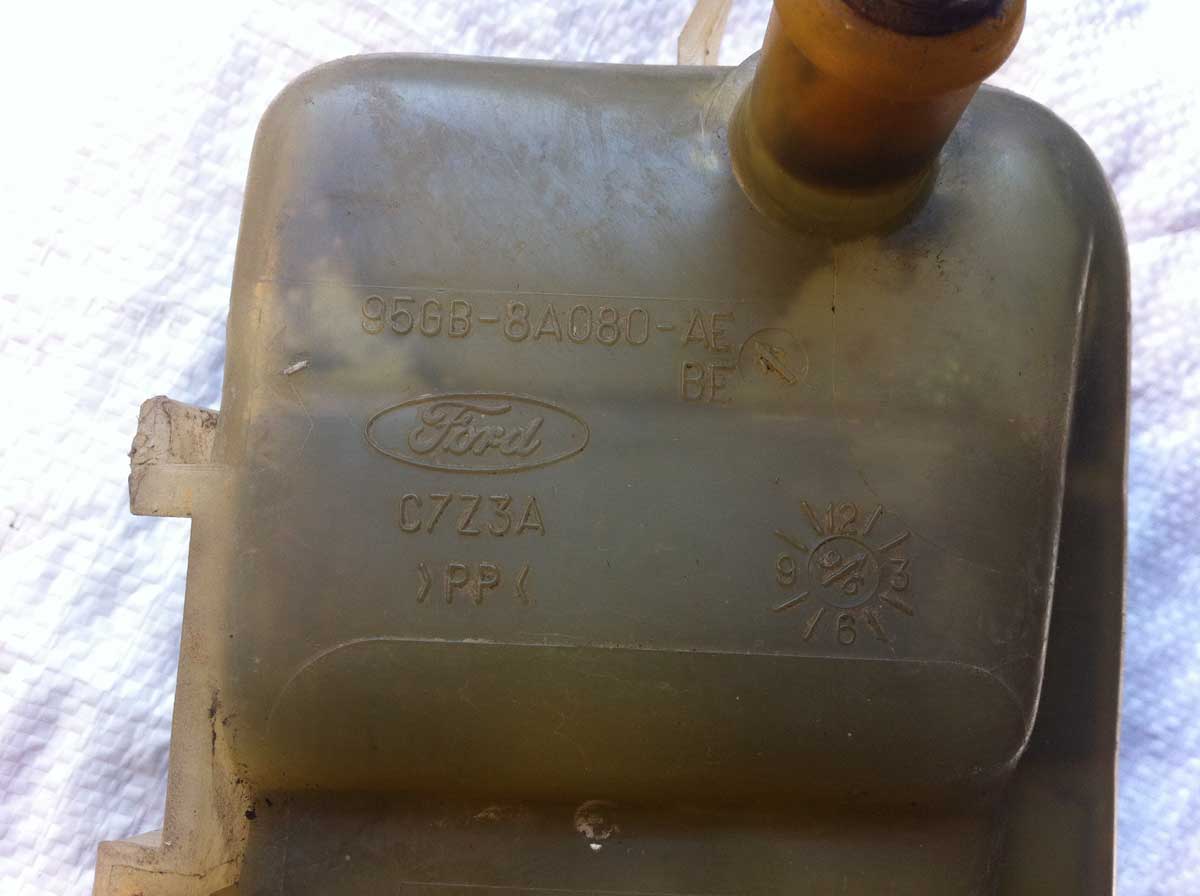 95GB-8A080-AE
BE
Ford
C7Z3A
>PP<
12
9 3
6